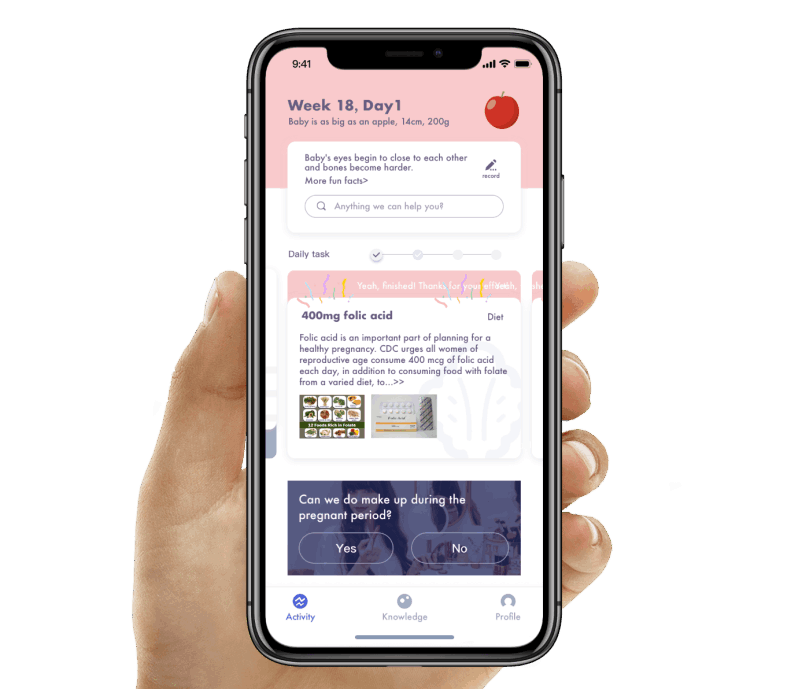 9:41
Week 18, Day1
Baby is as big as an apple, 14cm, 200g
Baby's eyes begin to close to each other
and bones become harder.
More fun facts>
record
Anything we can help you?
Daily task
Yeah, finished! Thanks for your
400mg folic acid
Diet
Folic acid is an important part of planning for a
healthy pregnancy. CDC urges all women of
reproductive age consume 400 mcg of folic acid
each day, in addition to consuming food with folate
from a varied diet, to...>>
12 Foods Rich in Folate
Can we do make up during the
pregnant period?
Yes
No
Activity
Knowledge
Profile